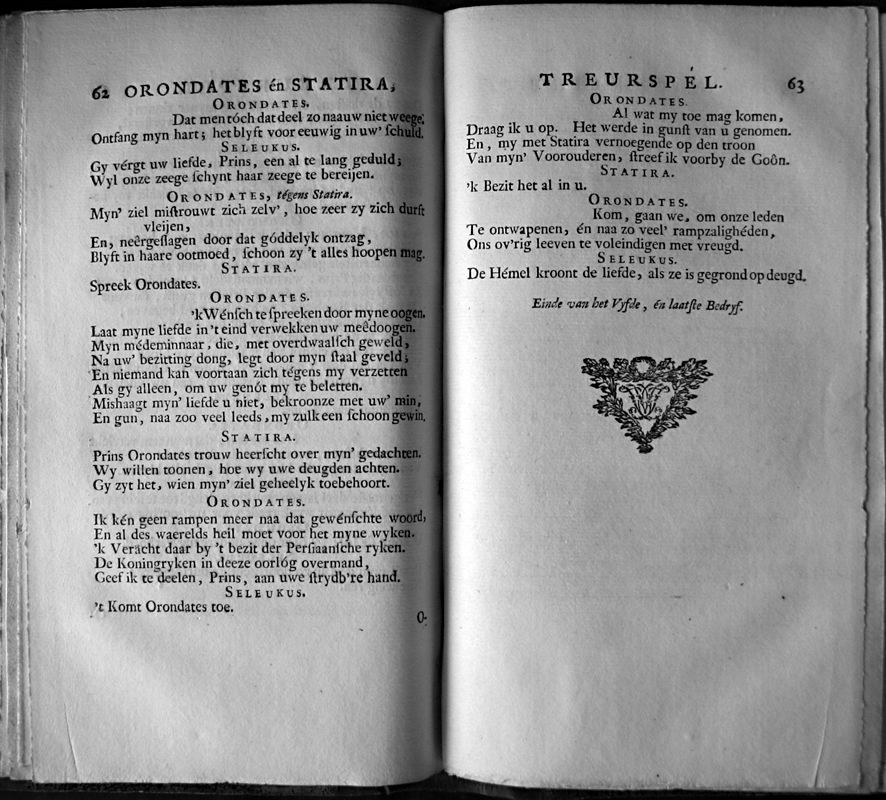 62 ORONDATES én STATIRA,
ORONDATES.
Dat men tóch dat deel zo naauw niet weege;
Ontfang myn hart; het blyft voor eeuwig in uw' ſchuld.
SELEUKUS.
Gy vérgt uw liefde, Prins, een al te lang geduld;
Wyl onze zeege ſchynt haar zeege te bereijen.
ORONDATES, tégens Statira.
Myn' ziel miſtrouwt zich zelv', hoe zeer zy zich durft
vleijen,
En, neêrgeſlagen door dat góddelyk ontzag,
Blyft in haare ootmoed, ſchoon zy 't alles hoopen mag.
STATIRA.
Spreek Orondates.
ORONDATES.
'k Wénſch te ſpreeken door myne oogen.
Laat myne liefde in 't eind verwekken uw meêdoogen.
Myn médeminnaar, die, met overdwaalſch geweld,
Na uw' bezitting dong, legt door myn ſtaal geveld;
En niemand kan voortaan zich tégens my verzetten
Als gy alleen, om uw genót my te beletten.
Mishaagt myn' liefde u niet, bekroonze met uw' min,
En gun, naa zoo veel leeds, my zulk een ſchoon gewin.
STATIRA.
Prins Orondates trouw heerſcht over myn' gedachten.
Wy willen toonen, hoe wy uwe deugden achten.
Gy zyt het, wien myn' ziel geheelyk toebehoort.
ORONDATES.
Ik kén geen rampen meer naa dat gewénſchte woord,
En al des waerelds heil moet voor het myne wyken.
'k Veracht daar by 't bezit der Perſiaanſche ryken.
De Koningryken in deeze oorlóg overmand,
Geef ik te deelen, Prins, aan uwe ſtrydb're hand.
SELEUKUS.
't Komt Orondates toe.
O-
TREURSPÉL. 63
ORONDATES.
Al wat my toe mag komen,
Draag ik u op. Het werde in gunſt van u genomen.
En, my met Statira vernoegende op den troon
Van myn' Voorouderen, ſtreef ik voorby de Goôn.
STATIRA.
'k Bezit het al in u.
ORONDATES.
Kom, gaan we, om onze leden
Te ontwapenen, én naa zo veel' rampzalighéden,
Ons ov'rig leeven te voleindigen met vreugd.
SELEUKUS.
De Hémel kroont de liefde, als ze is gegrond op deugd.
Einde van het Vyfde, én laatſte Bedryf.